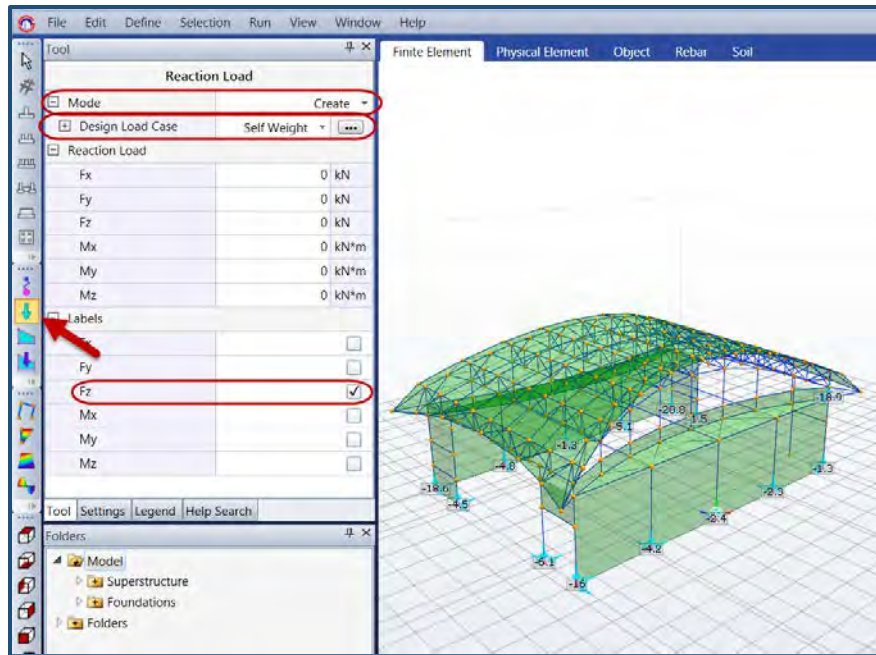 File Edit Define Selection Run View Window Help
Tool
Finite Element Physical Element Object Rebar Soil
Reaction Load
Mode Create
Design Load Case Self Weight ...
Reaction Load
Fx 0 kN
Fy 0 kN
Fz 0 kN
Mx 0 kN*m
My 0 kN*m
Mz 0 kN*m
Labels
Fy
Fz
Mx
My
Mz
Tool Settings Legend Help Search
Folders
Model
Superstructure
Foundations
Folders
-18.9
-20.8
1.5
-5.1
-1.3
-4.8
-1.3
-18.6
-4.5
-2.3
-2.4
-4.2
-6.1
-16